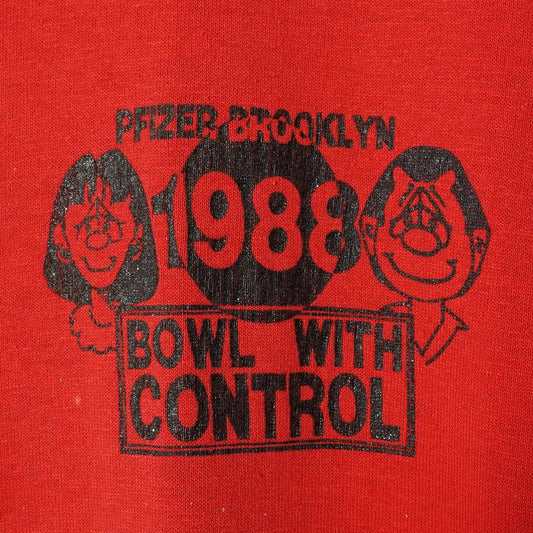 PFIZER-BROOKLYN
1988
BOWL WITH
CONTROL